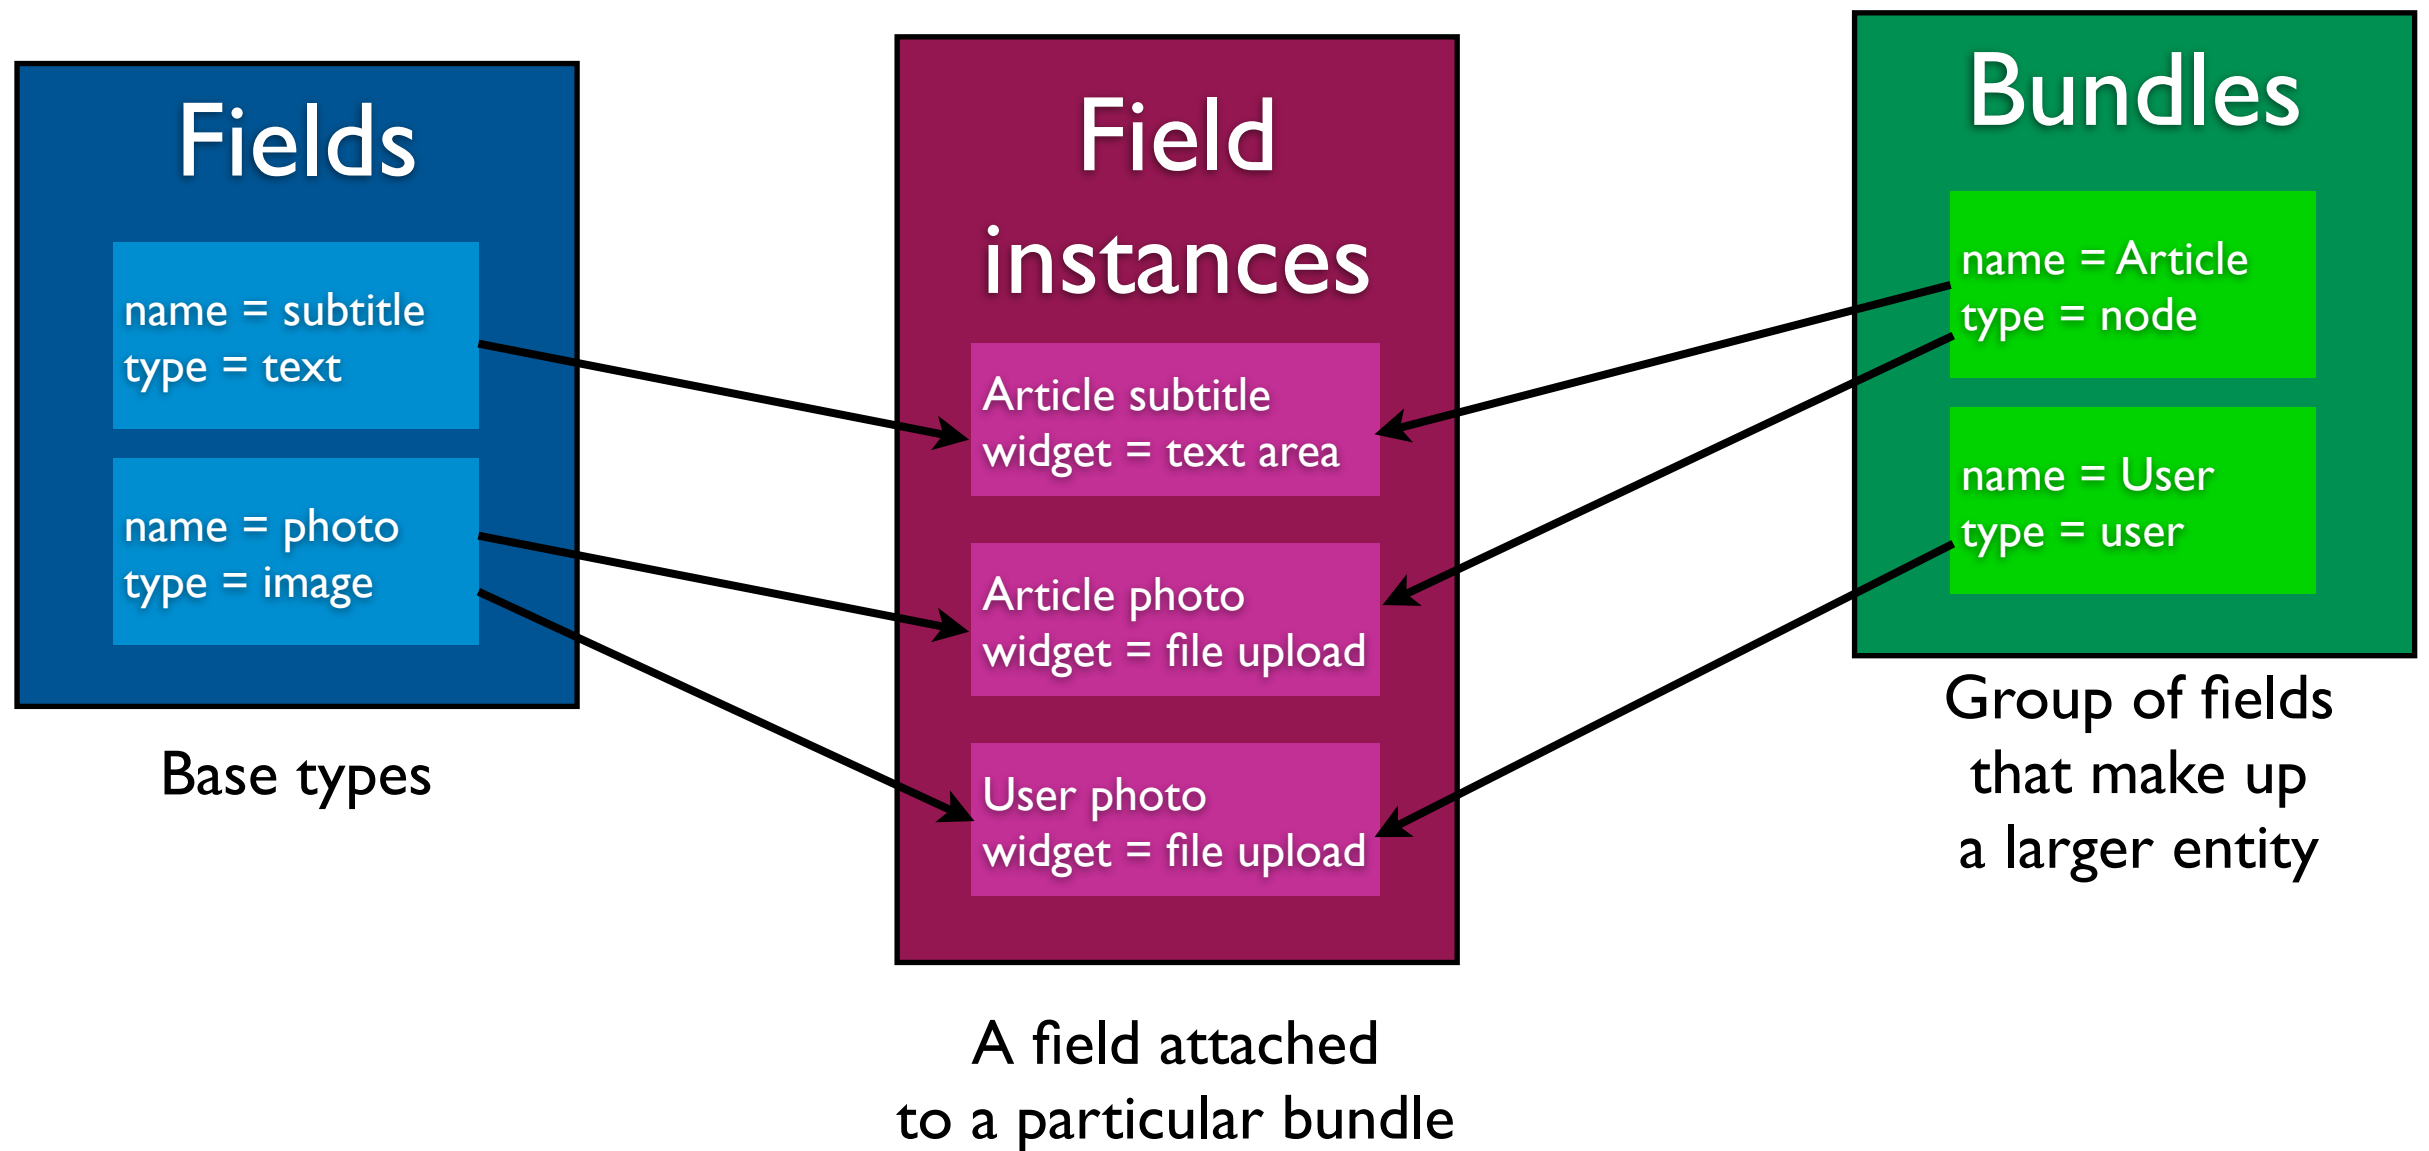 Fields
name = subtitle
type = text
name = photo
type = image
Base types
Field
instances
Article subtitle
widget = text area
Article photo
widget = file upload
User photo
widget = file upload
A field attached
to a particular bundle
Bundles
name = Article
type = node
name = User
type = user
Group of fields
that make up
a larger entity